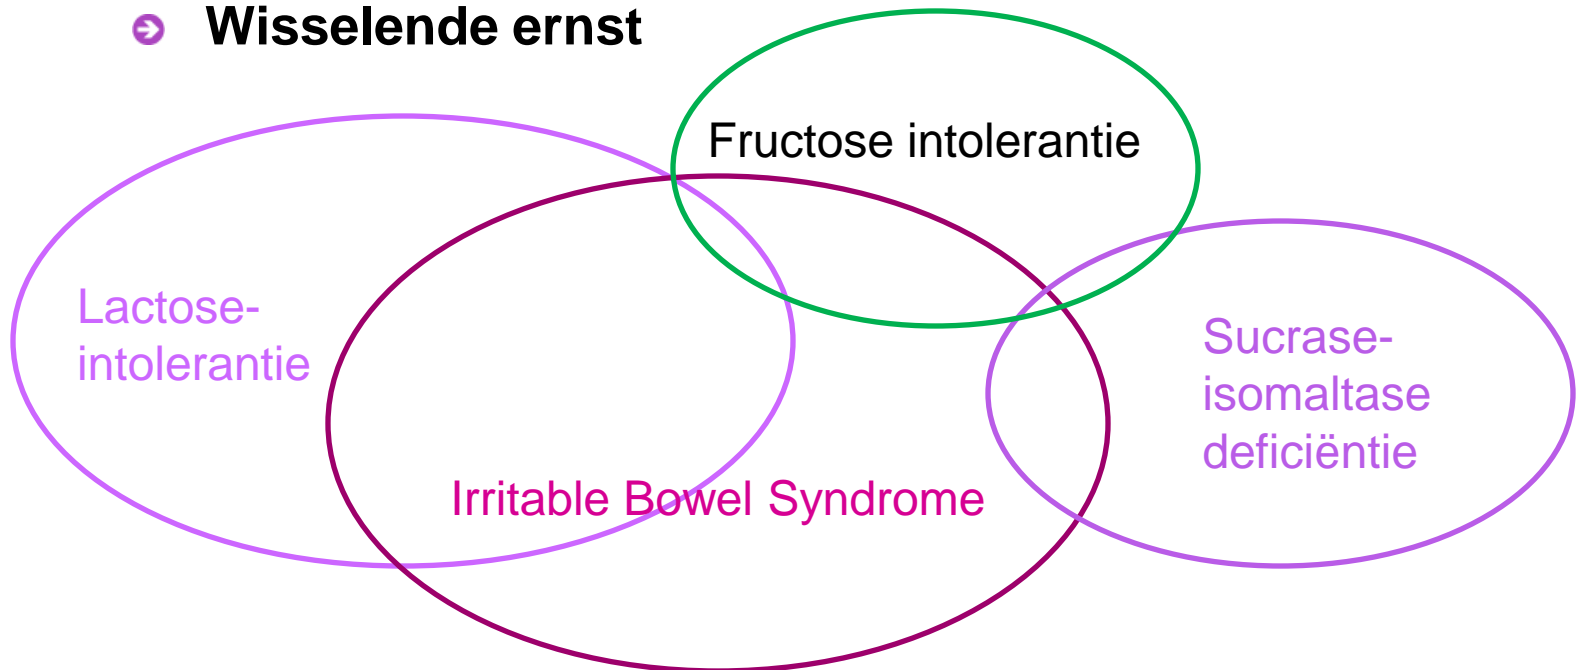 Wisselende ernst
Fructose intolerantie
Lactose-
intolerantie
Sucrase-
isomaltase
deficiëntie
Irritable Bowel Syndrome